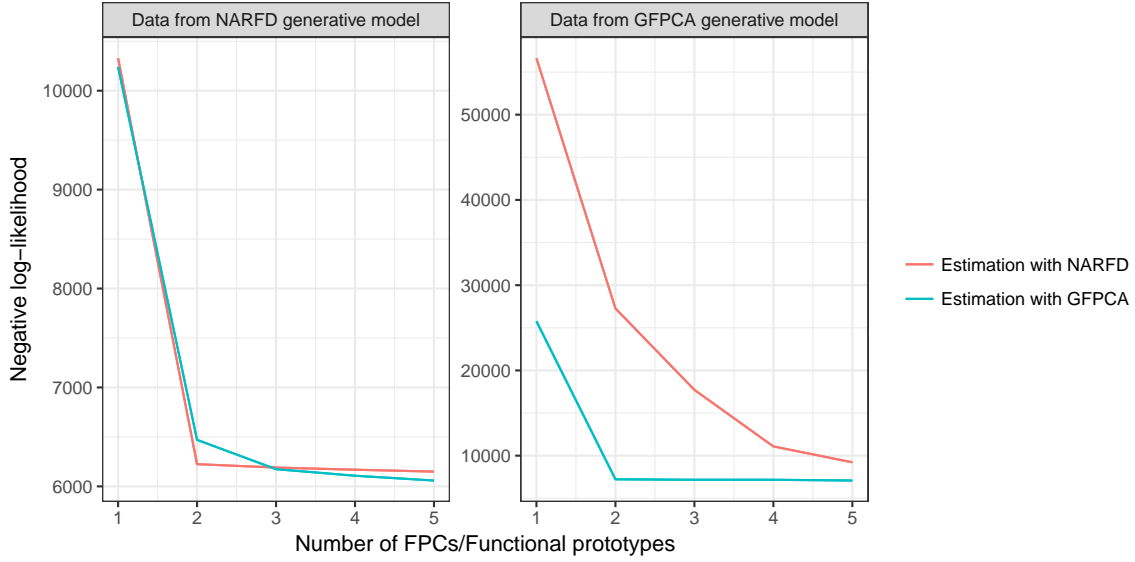 Data from NARFD generative model
Data from GFPCA generative model
Negative log−likelihood
10000
9000
8000
7000
6000
50000
40000
30000
20000
10000
1 2 3 4 5
1 2 3 4 5
Number of FPCs/Functional prototypes
Estimation with NARFD
Estimation with GFPCA